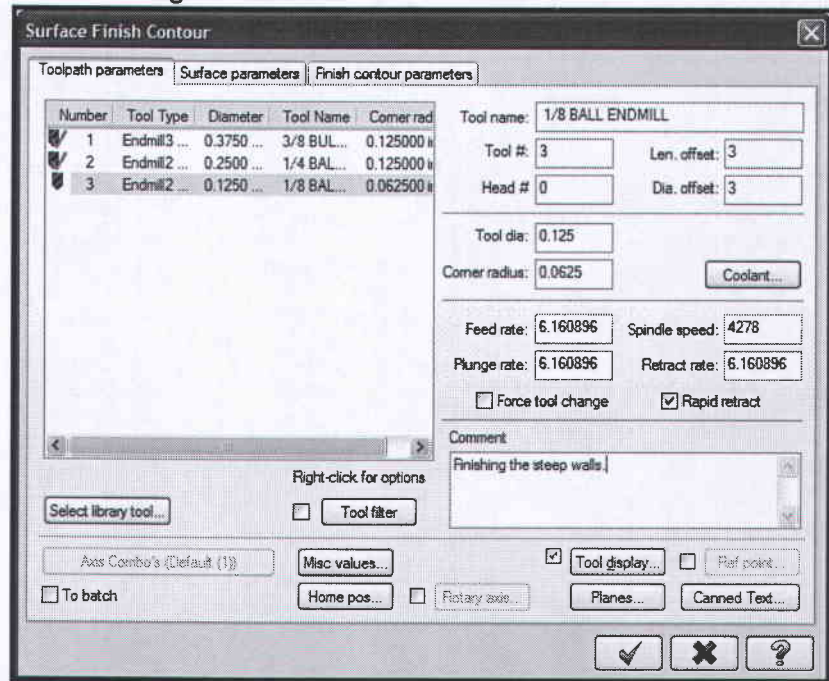 Surface Finish Contour
Toolpath parameters Surface parameters Finish contour parameters
Number Tool Type Diameter Tool Name Corner rad
1 Endmill3 ... 0.3750 ... 3/8 BUL... 0.125000 i
2 Endmill2 ... 0.2500 ... 1/4 BAL... 0.125000 i
3 Endmill2 ... 0.1250 ... 1/8 BAL... 0.062500 i
Tool name: 1/8 BALL ENDMILL
Tool #: 3 Len. offset: 3
Head # 0 Dia. offset: 3
Tool dia: 0.125
Corner radius: 0.0625 Coolant...
Feed rate: 6.160896 Spindle speed: 4278
Plunge rate: 6.160896 Retract rate: 6.160896
Force tool change Rapid retract
Comment
Finishing the steep walls.
Right-click for options
Select library tool... Tool filter
Axis Combo's (Default (1)) Misc values... Tool display... Ref point...
To batch Home pos... Rotary axis... Planes... Canned Text...